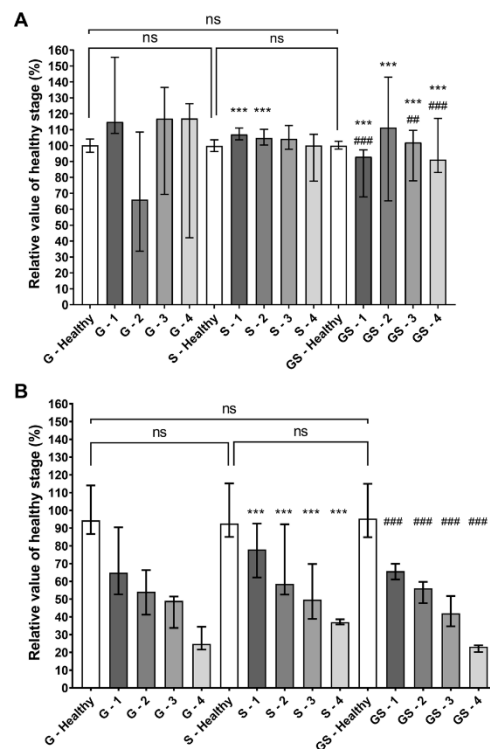 A
ns
ns
ns
Relative value of healthy stage (%)
160
150
140
130
120
110
100
90
80
70
60
50
40
30
20
10
0
***
***
***
###
***
***
##
***
###
G - Healthy
G - 1
G - 2
G - 3
G - 4
S - Healthy
S - 1
S - 2
S - 3
S - 4
GS - Healthy
GS - 1
GS - 2
GS - 3
GS - 4
B
ns
ns
ns
Relative value of healthy stage (%)
160
150
140
130
120
110
100
90
80
70
60
50
40
30
20
10
0
***
***
***
***
###
###
###
###
G - Healthy
G - 1
G - 2
G - 3
G - 4
S - Healthy
S - 1
S - 2
S - 3
S - 4
GS - Healthy
GS - 1
GS - 2
GS - 3
GS - 4